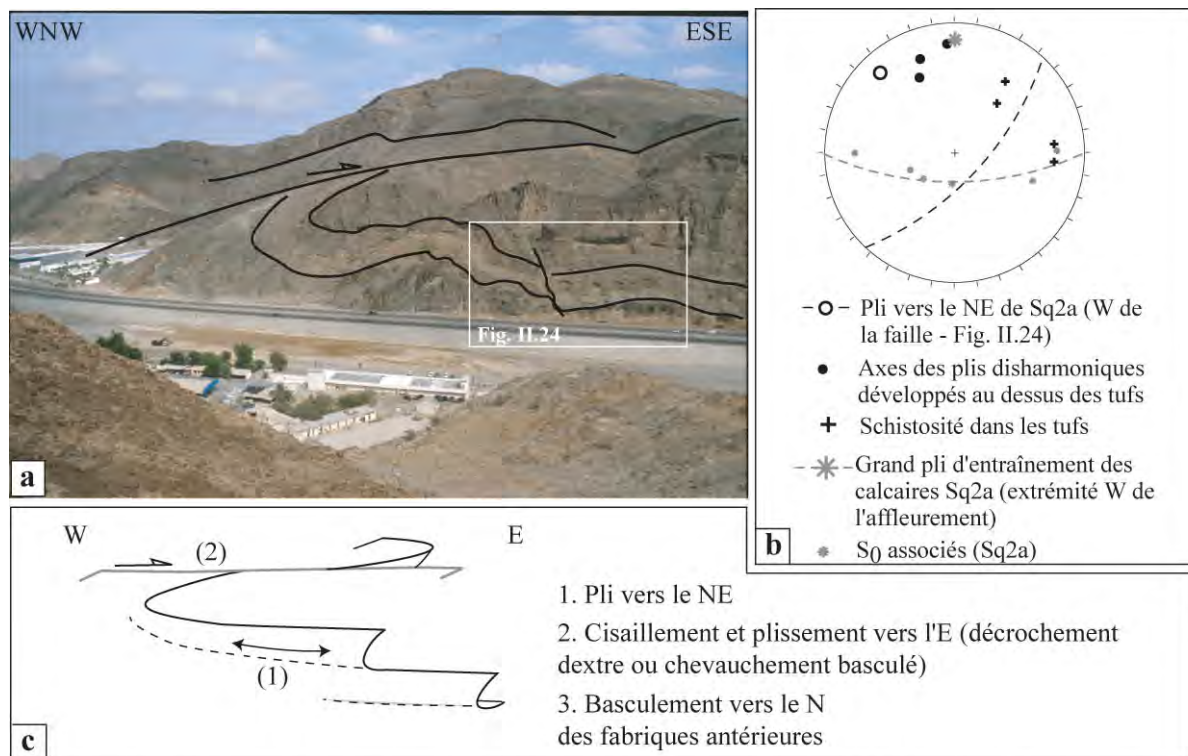 WNW
ESE
Fig. II.24
a
- -O- - Pli vers le NE de Sq2a (W de
la faille - Fig. II.24)
Axes des plis disharmoniques
développés au dessus des tufs
Schistosité dans les tufs
Grand pli d'entraînement des
calcaires Sq2a (extrémité W de
l'affleurement)
S0 associés (Sq2a)
b
W
E
(2)
(1)
1. Pli vers le NE
2. Cisaillement et plissement vers l'E (décrochement
dextre ou chevauchement basculé)
3. Basculement vers le N
des fabriques antérieures
c